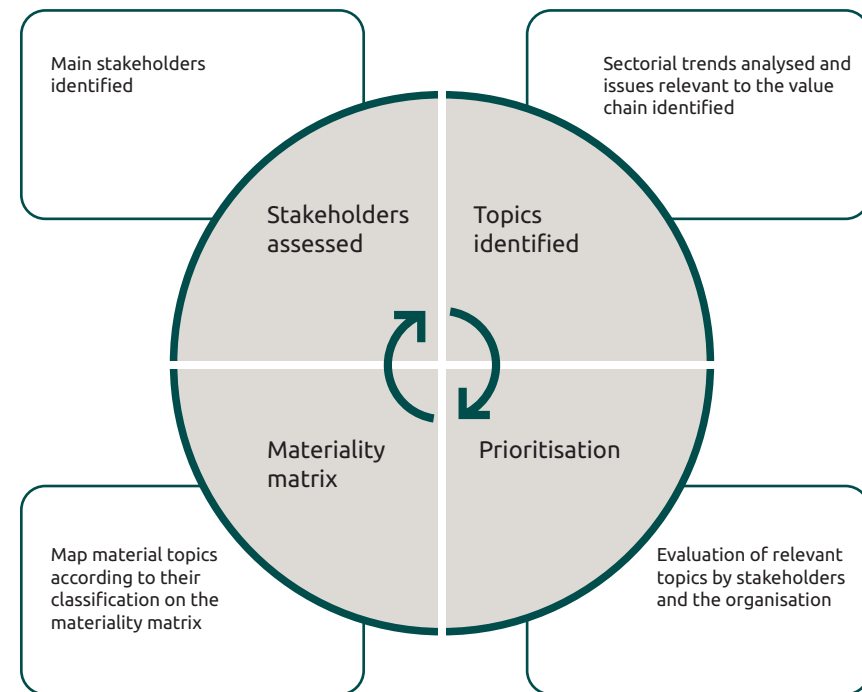 Main stakeholders
identified
Sectorial trends analysed and
issues relevant to the value
chain identified
Stakeholders
assessed
Topics
identified
Materiality
matrix
Prioritisation
Map material topics
according to their
classification on the
materiality matrix
Evaluation of relevant
topics by stakeholders
and the organisation